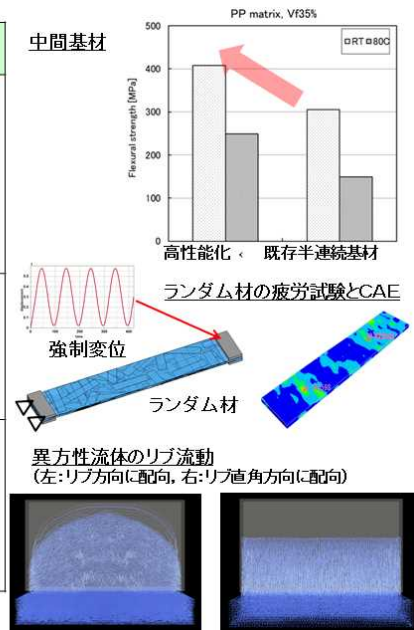 中間基材
PP matrix, Vf35%
Flexural strength [MPa]
500
400
300
200
100
0
RT
80C
高性能化
既存半連続基材
ランダム材の疲労試験とCAE
強制変位
ランダム材
異方性流体のリブ流動
(左:リブ方向に配向, 右:リブ直角方向に配向)